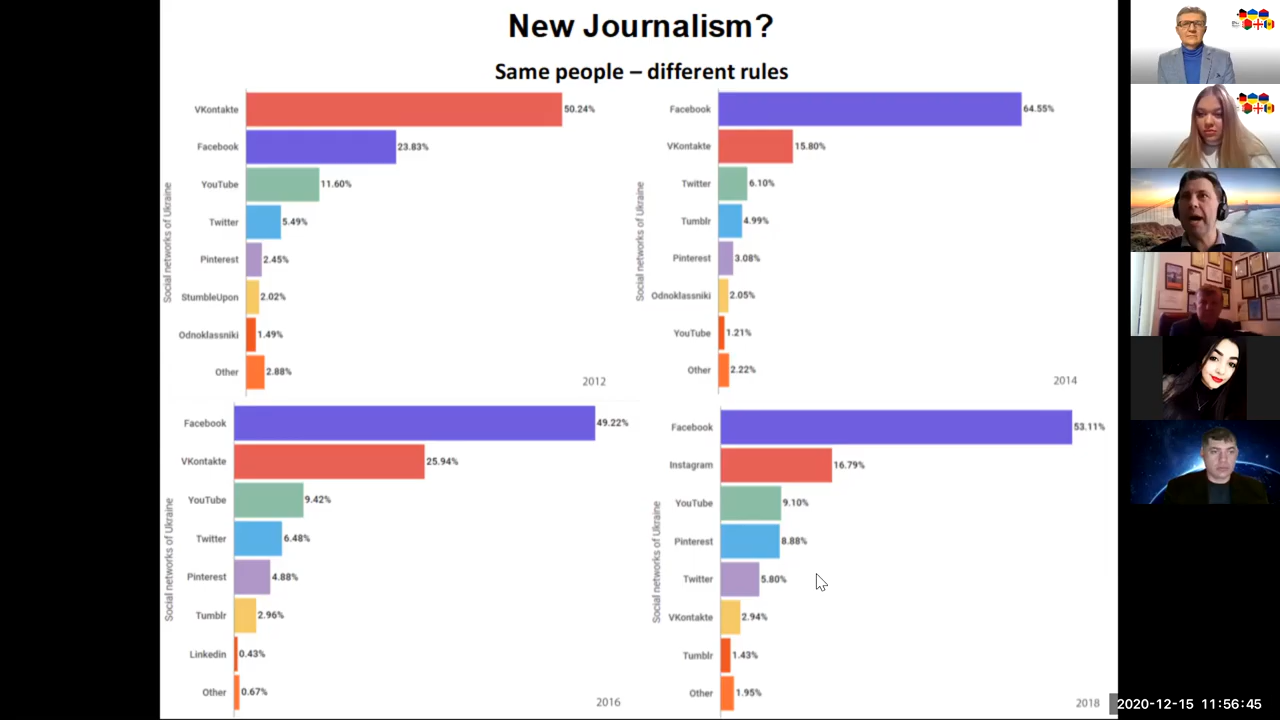 New Journalism?
Same people – different rules
Social networks of Ukraine
VKontakte 50.24%
Facebook 23.83%
YouTube 11.60%
Twitter 5.49%
Pinterest 2.45%
StumbleUpon 2.02%
Odnoklassniki 1.49%
Other 2.88%
2012
Social networks of Ukraine
Facebook 64.55%
VKontakte 15.80%
Twitter 6.10%
Tumblr 4.99%
Pinterest 3.08%
Odnoklassniki 2.05%
YouTube 1.21%
Other 2.22%
2014
Social networks of Ukraine
Facebook 49.22%
VKontakte 25.94%
YouTube 9.42%
Twitter 6.48%
Pinterest 4.88%
Tumblr 2.96%
Linkedin 0.43%
Other 0.67%
2016
Social networks of Ukraine
Facebook 53.11%
Instagram 16.79%
YouTube 9.10%
Pinterest 8.88%
Twitter 5.80%
VKontakte 2.94%
Tumblr 1.43%
Other 1.95%
2018
2020-12-15 11:56:45